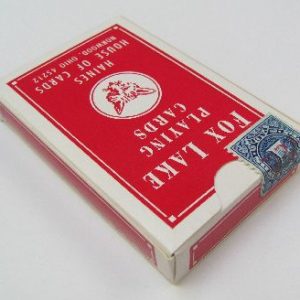 FOX LAKE
PLAYING
CARDS
HAINES
HOUSE OF CARDS
NORWOOD, OHIO 45212